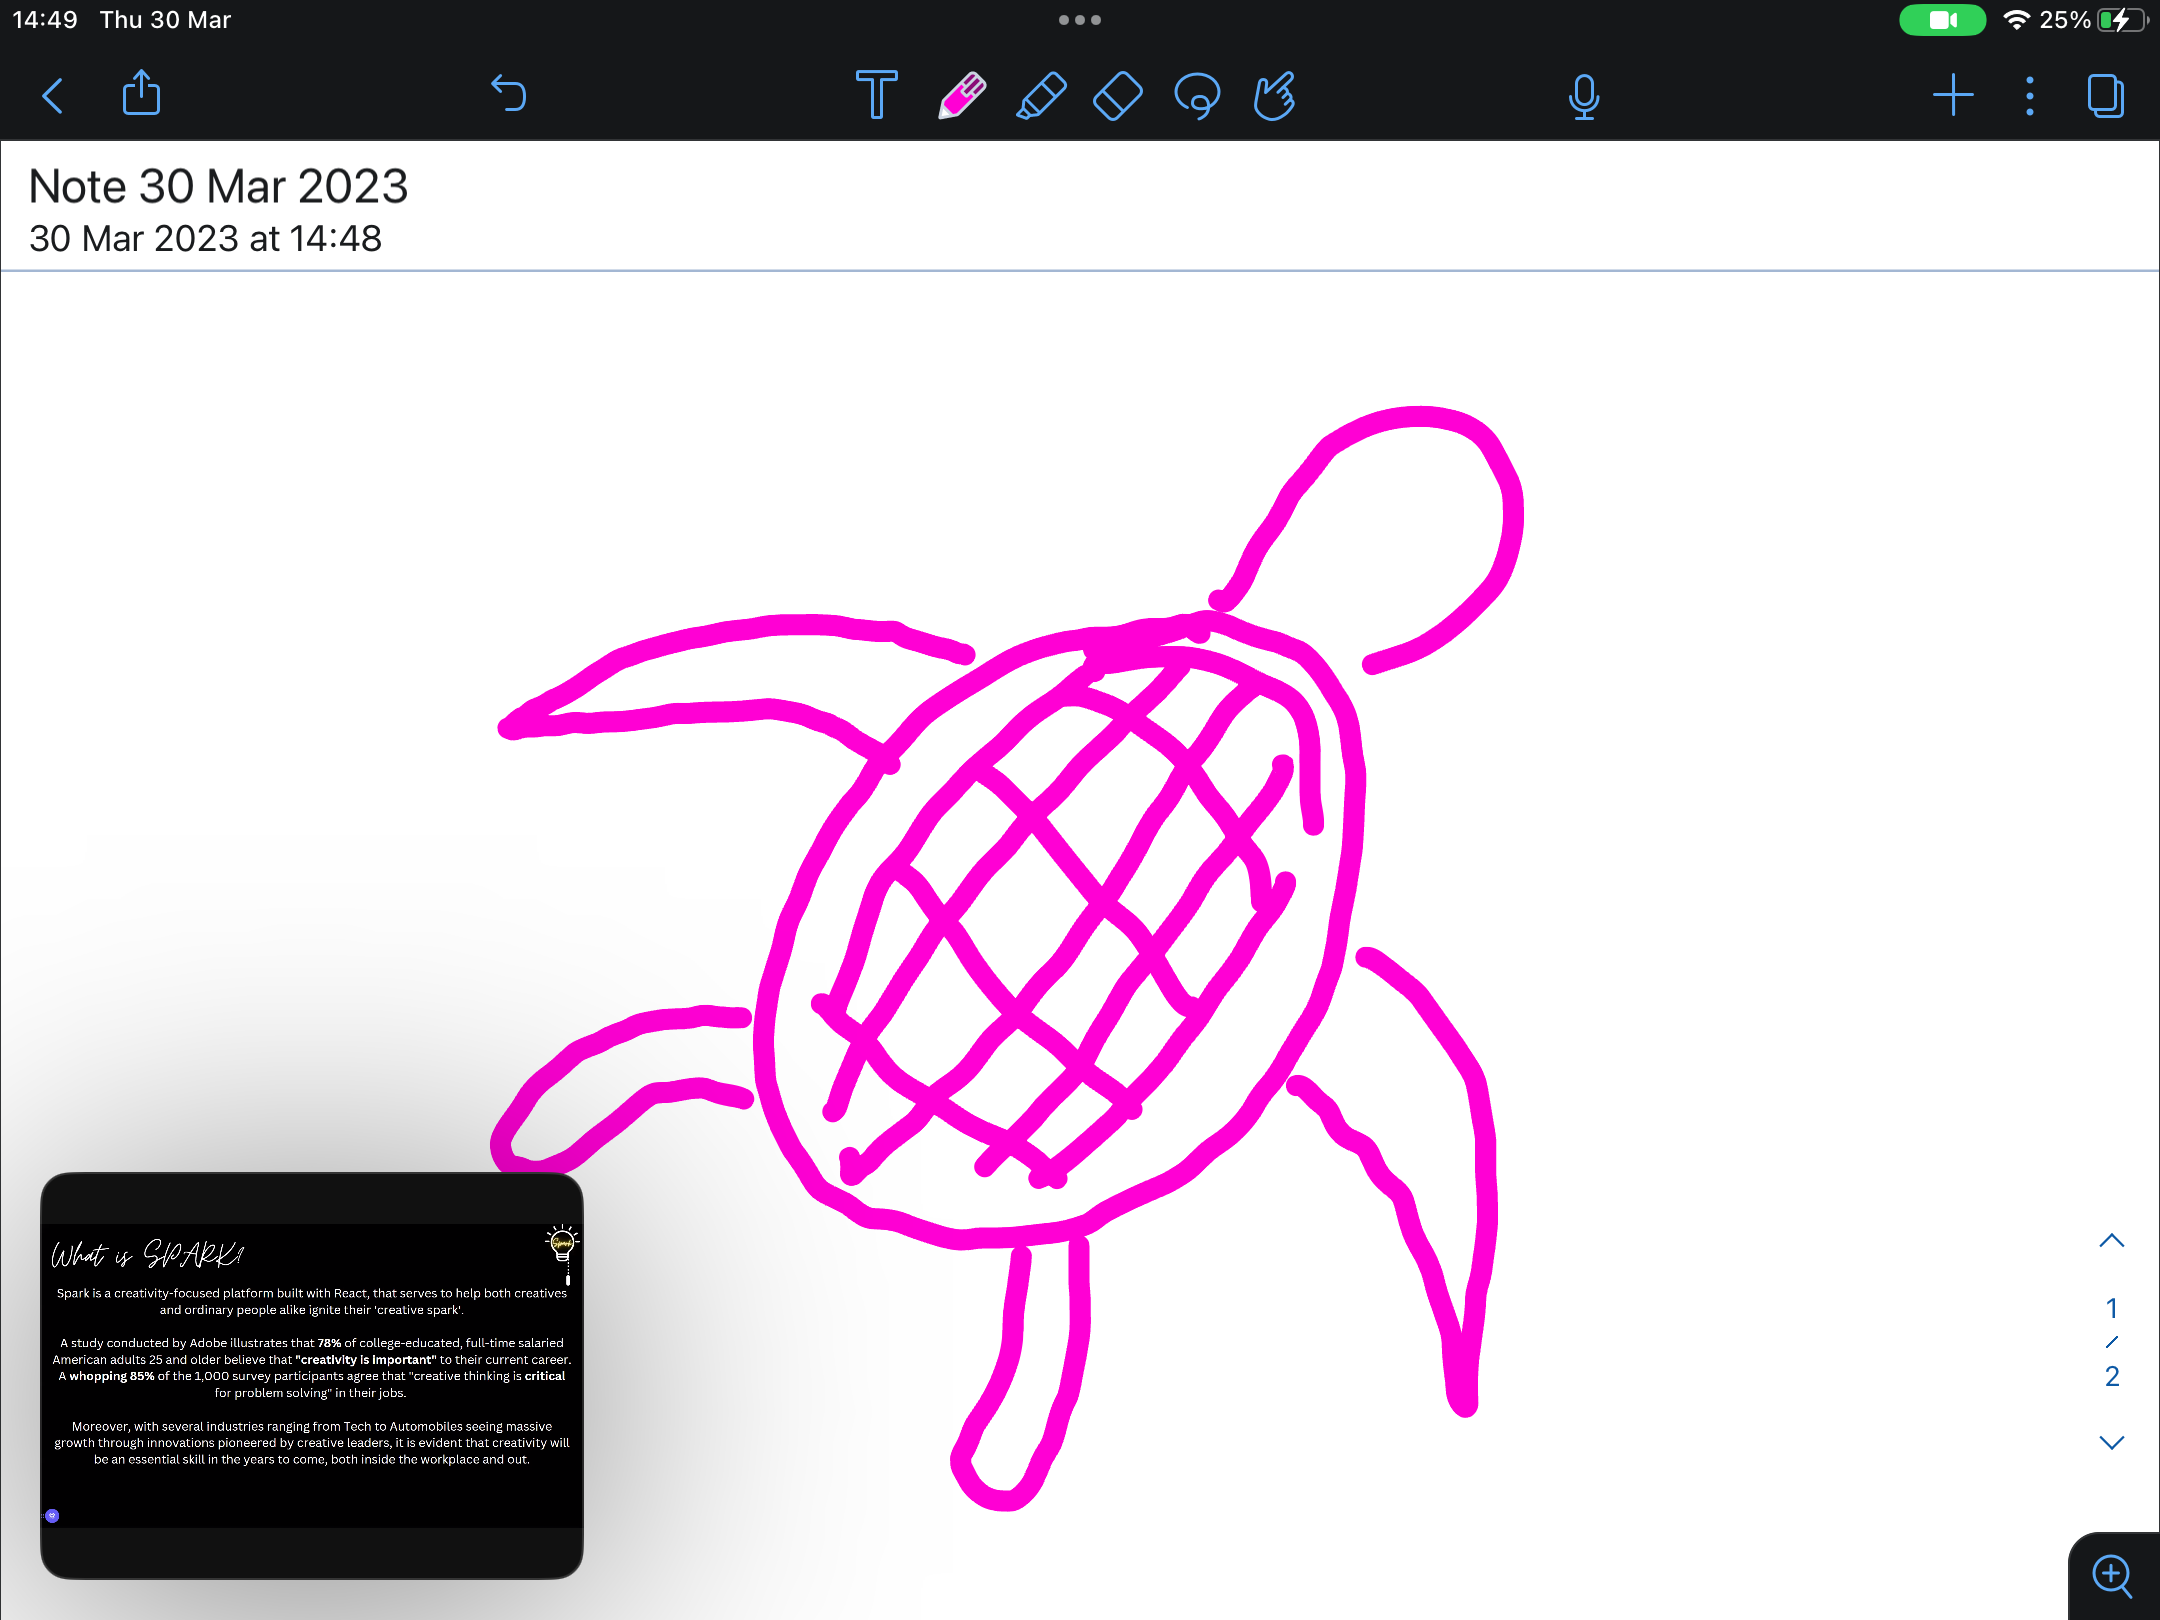 14:49 Thu 30 Mar
25%
Note 30 Mar 2023
30 Mar 2023 at 14:48
What is SPARK?
Spark
Spark is a creativity-focused platform built with React, that serves to help both creatives
and ordinary people alike ignite their 'creative spark'.
A study conducted by Adobe illustrates that 78% of college-educated, full-time salaried
American adults 25 and older believe that "creativity is important" to their current career.
A whopping 85% of the 1,000 survey participants agree that "creative thinking is critical
for problem solving" in their jobs.
Moreover, with several industries ranging from Tech to Automobiles seeing massive
growth through innovations pioneered by creative leaders, it is evident that creativity will
be an essential skill in the years to come, both inside the workplace and out.
1
/
2